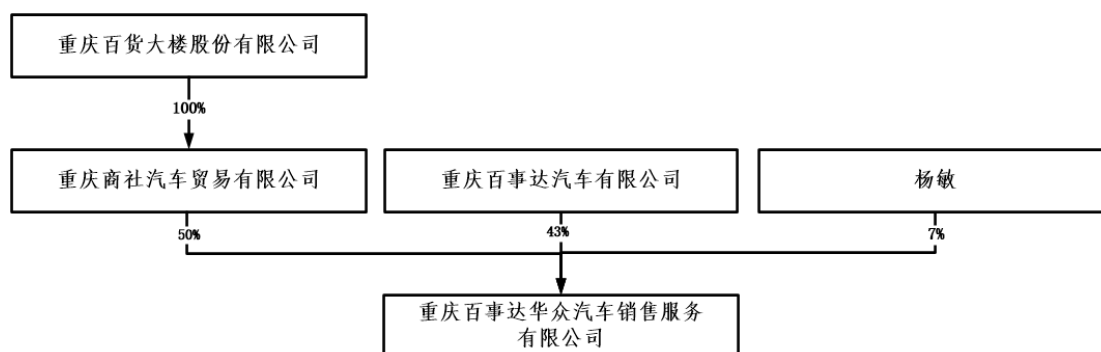 重庆百货大楼股份有限公司
100%
重庆商社汽车贸易有限公司
重庆百事达汽车有限公司
杨敏
50%
43%
7%
重庆百事达华众汽车销售服务
有限公司